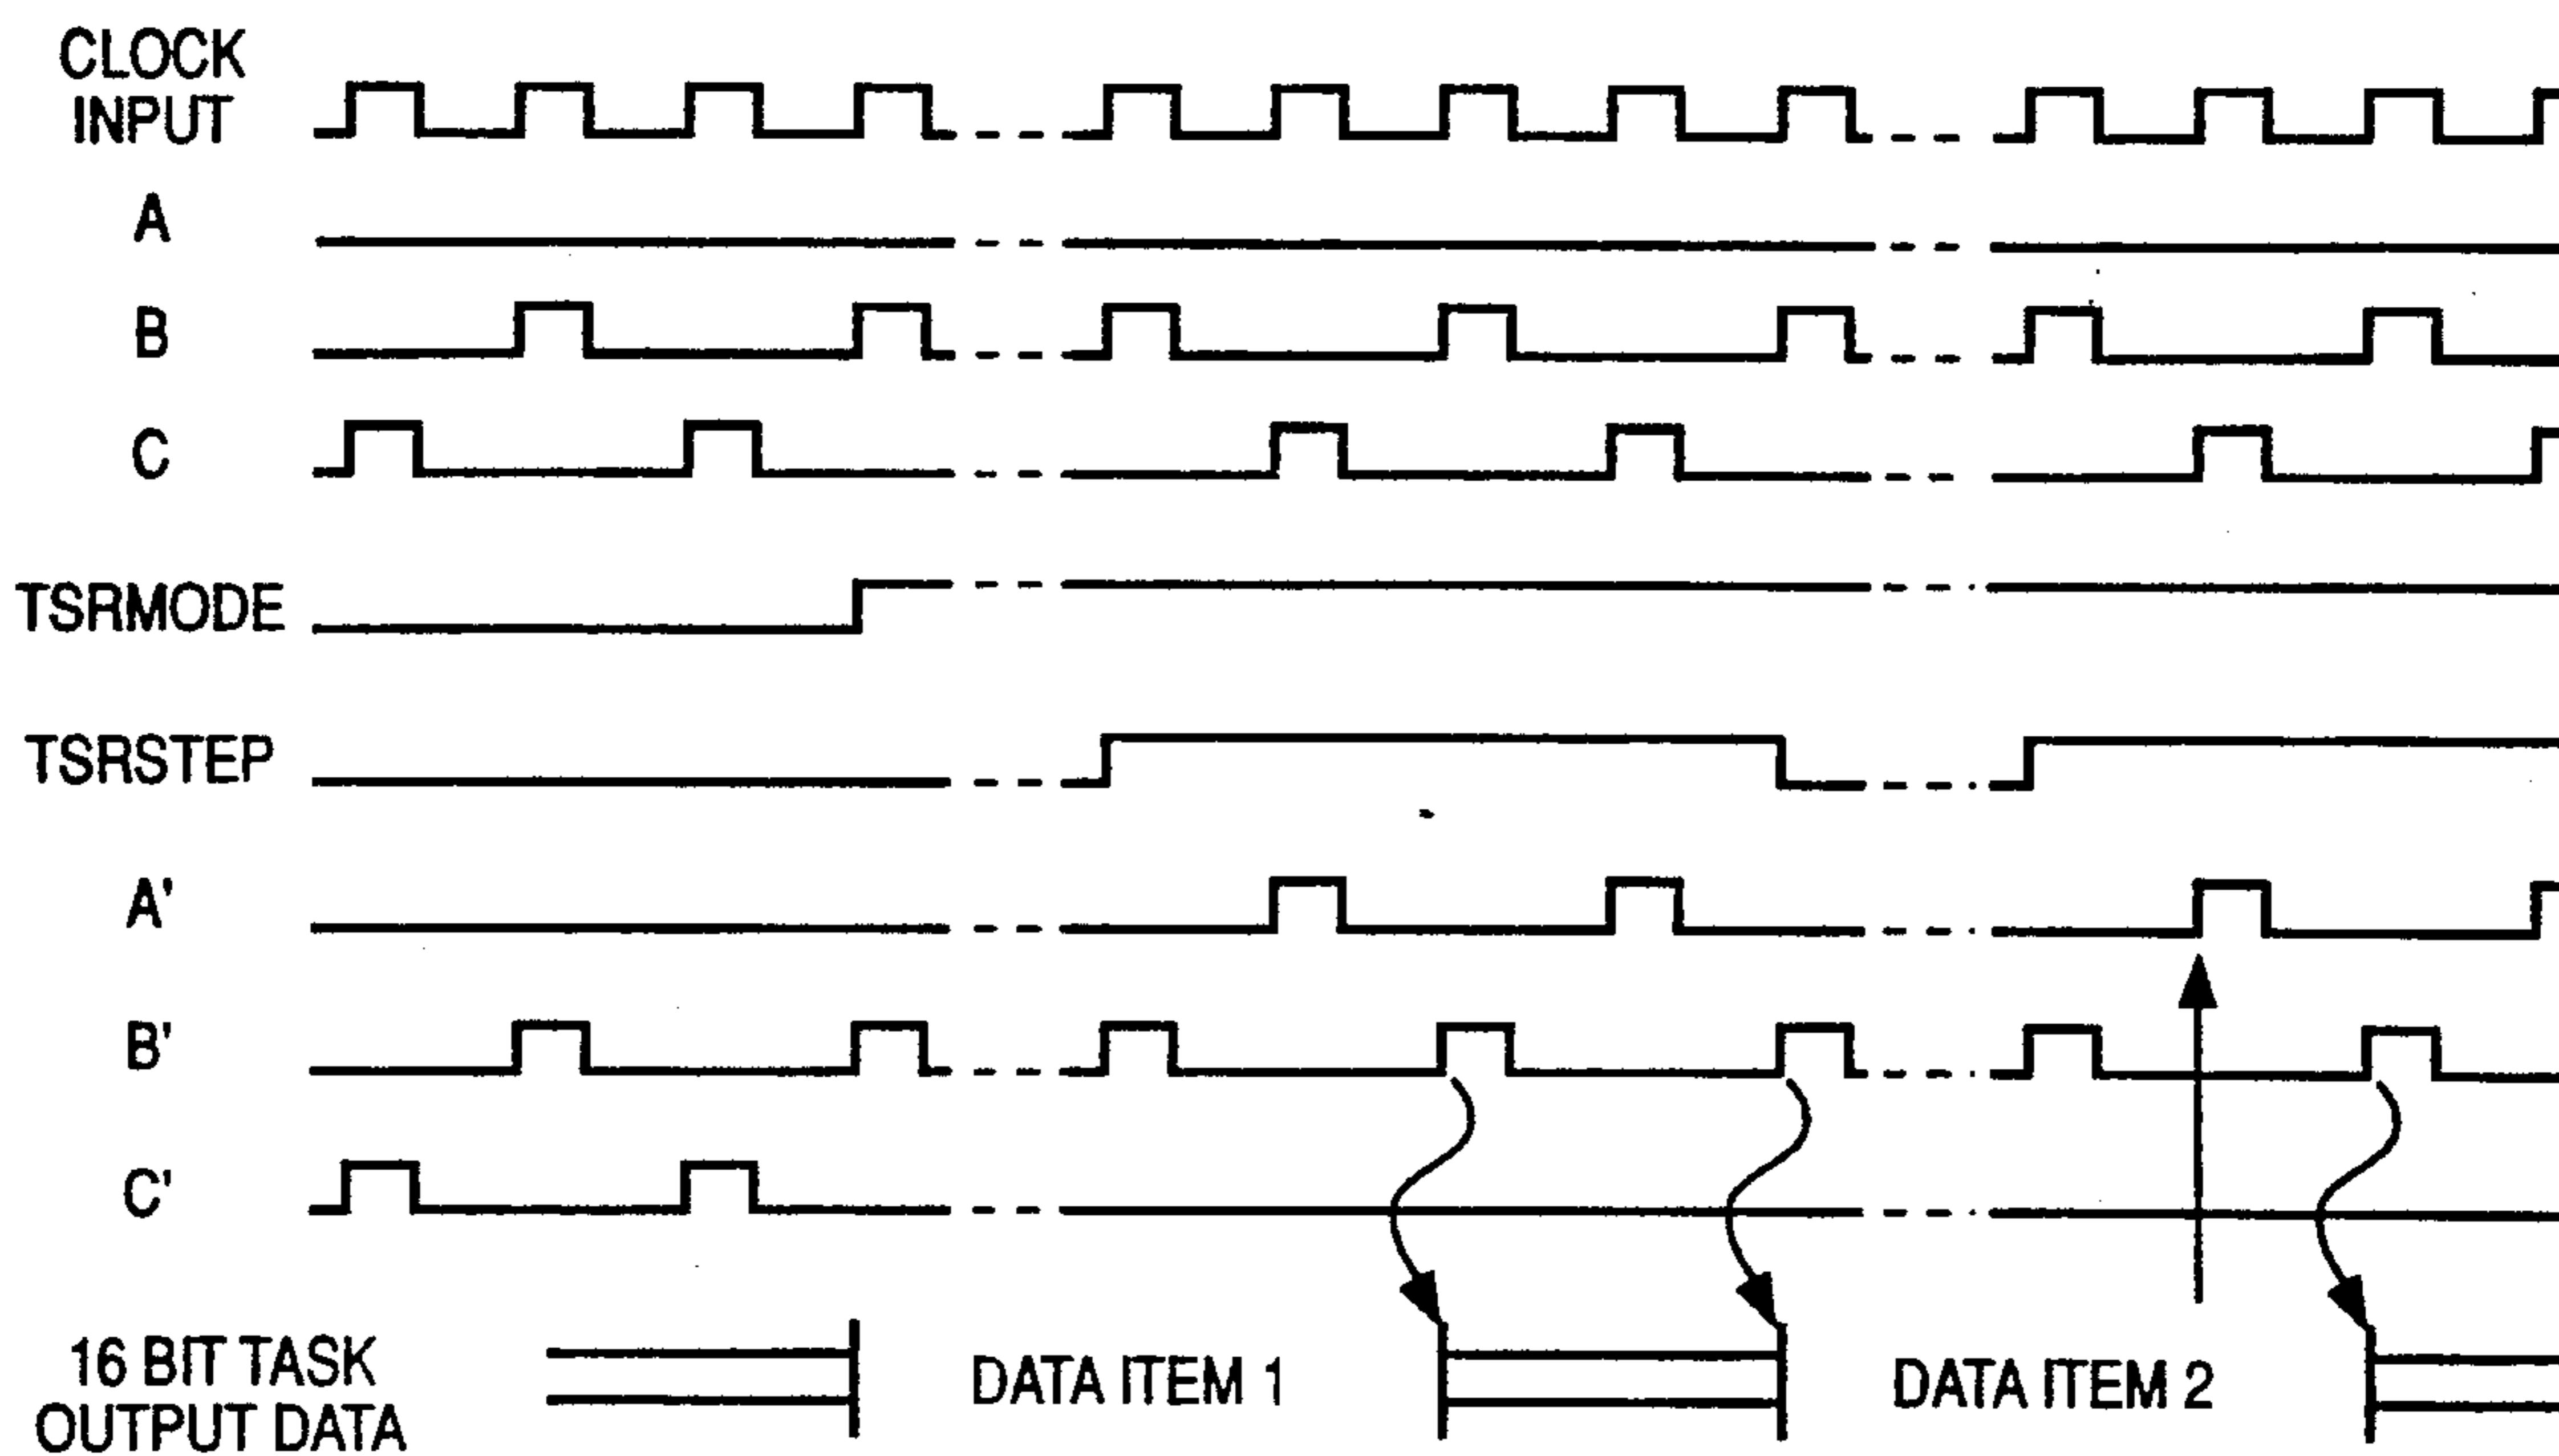 CLOCK
INPUT
A
B
C
TSRMODE
TSRSTEP
A'
B'
C'
16 BIT TASK
OUTPUT DATA
DATA ITEM 1
DATA ITEM 2